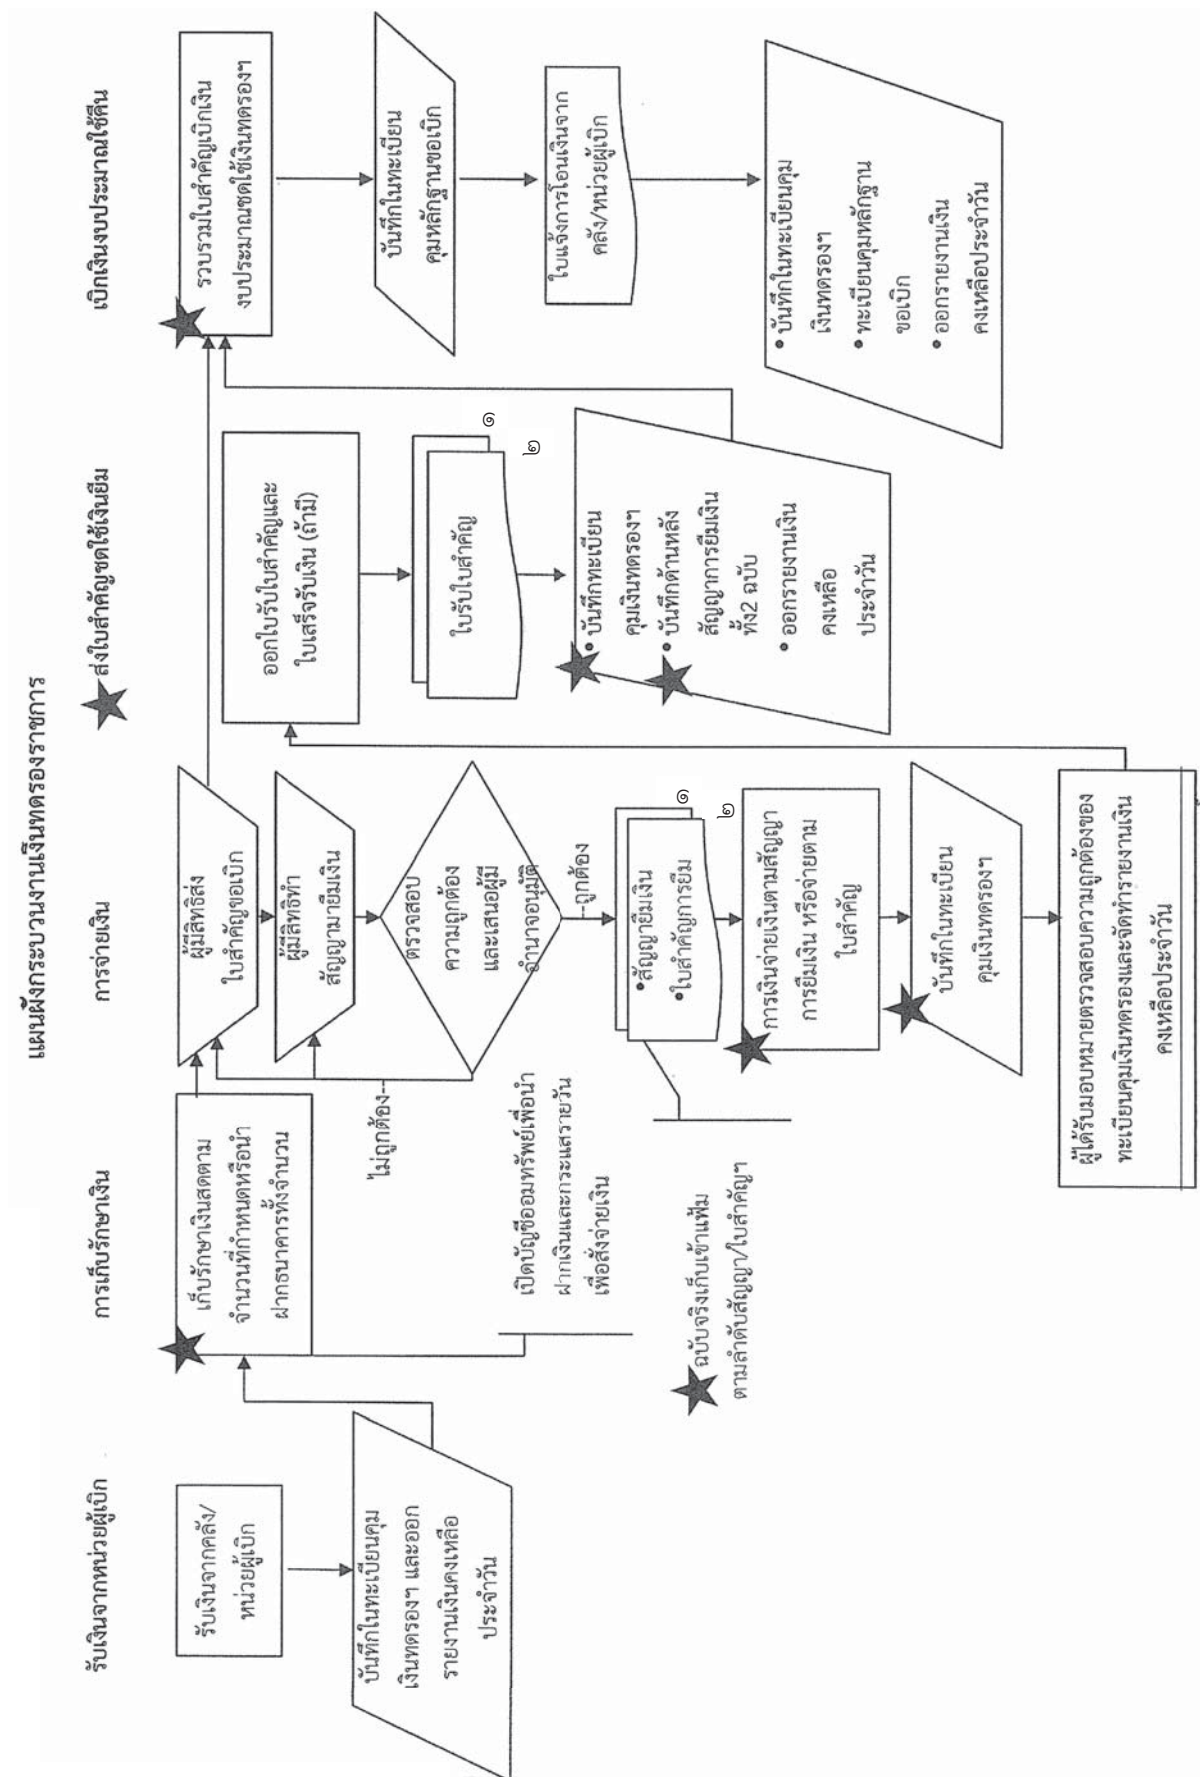 แผนผังกระบวนงานเงินทดรองราชการ
รับเงินจากหน่วยผู้เบิก
รับเงินจากคลัง/
หน่วยผู้เบิก
บันทึกในทะเบียนคุม
เงินทดรองฯ และออก
รายงานเงินคงเหลือ
ประจำวัน
การเก็บรักษาเงิน
เก็บรักษาเงินสดตาม
จำนวนที่กำหนดหรือนำ
ฝากธนาคารทั้งจำนวน
เปิดบัญชีออมทรัพย์เพื่อนำ
ฝากเงินและกระแสรายวัน
เพื่อสั่งจ่ายเงิน
ฉบับจริงเก็บเข้าแฟ้ม
ตามลำดับสัญญา/ใบสำคัญฯ
การจ่ายเงิน
ผู้มีสิทธิส่ง
ใบสำคัญขอเบิก
ผู้มีสิทธิทำ
สัญญามายืมเงิน
ตรวจสอบ
ความถูกต้อง
และเสนอผู้มี
อำนาจอนุมัติ
ไม่ถูกต้อง--
--ถูกต้อง
•สัญญายืมเงิน
•ใบสำคัญการยืม
๑
๒
การเงินจ่ายเงินตามสัญญา
การยืมเงิน หรือจ่ายตาม
ใบสำคัญ
บันทึกในทะเบียน
คุมเงินทดรองฯ
ผู้ได้รับมอบหมายตรวจสอบความถูกต้องของ
ทะเบียนคุมเงินทดรองและจัดทำรายงานเงิน
คงเหลือประจำวัน
ส่งใบสำคัญชดใช้เงินยืม
ออกใบรับใบสำคัญและ
ใบเสร็จรับเงิน (ถ้ามี)
ใบรับใบสำคัญ
๑
๒
• บันทึกทะเบียน
คุมเงินทดรองฯ
• บันทึกด้านหลัง
สัญญาการยืมเงิน
ทั้ง2 ฉบับ
• ออกรายงานเงิน
คงเหลือ
ประจำวัน
เบิกเงินงบประมาณใช้คืน
รวบรวมใบสำคัญเบิกเงิน
งบประมาณชดใช้เงินทดรองฯ
บันทึกในทะเบียน
คุมหลักฐานขอเบิก
ใบแจ้งการโอนเงินจาก
คลัง/หน่วยผู้เบิก
• บันทึกในทะเบียนคุม
เงินทดรองฯ
• ทะเบียนคุมหลักฐาน
ขอเบิก
• ออกรายงานเงิน
คงเหลือประจำวัน